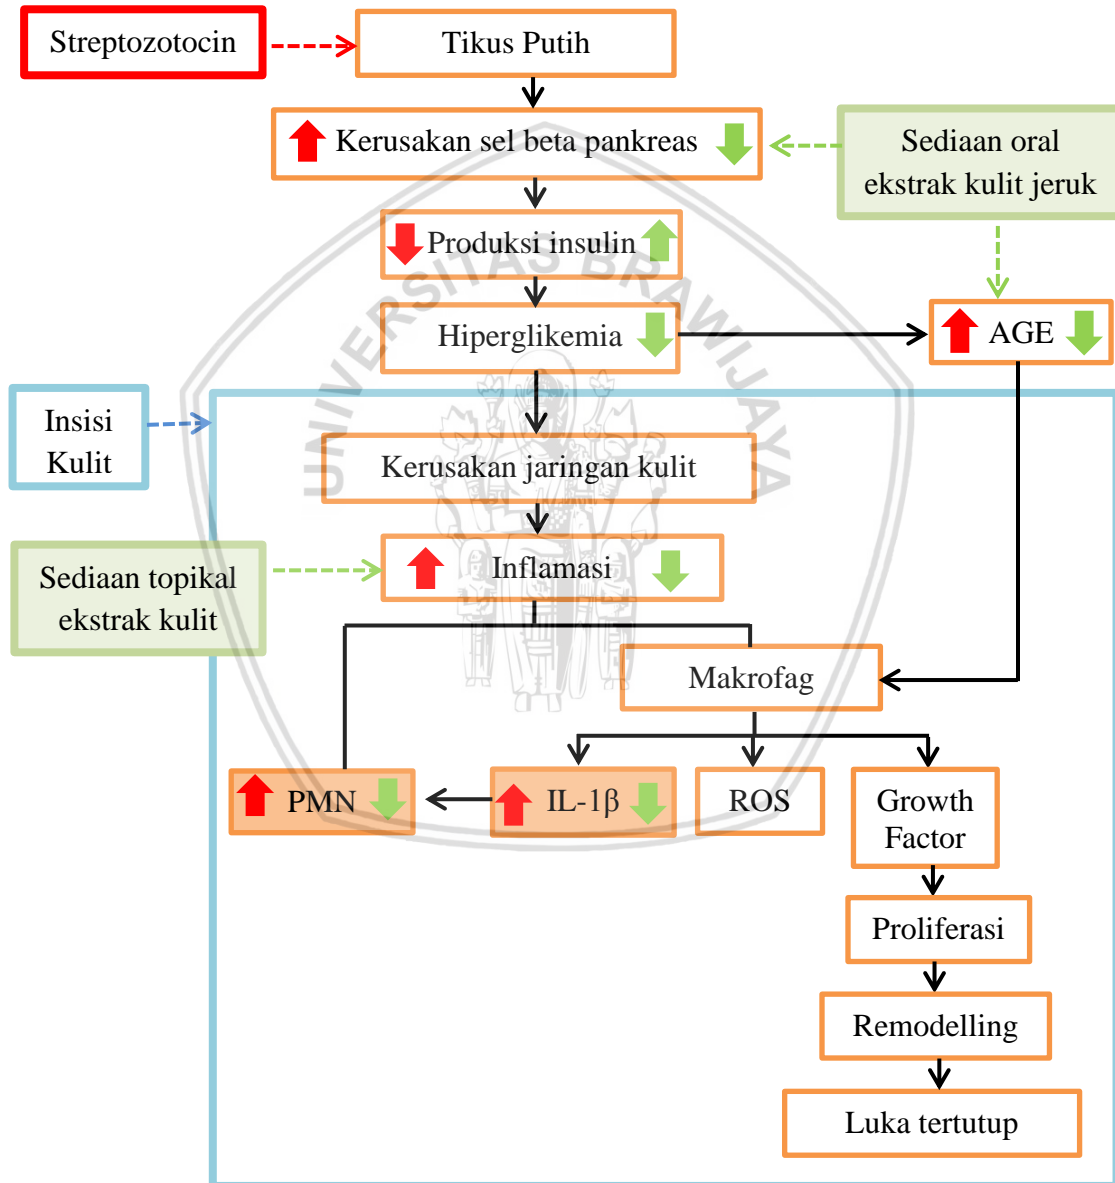 Streptozotocin
Tikus Putih
Kerusakan sel beta pankreas
Sediaan oral
ekstrak kulit jeruk
Produksi insulin
Hiperglikemia
AGE
Insisi
Kulit
Kerusakan jaringan kulit
Inflamasi
Sediaan topikal
ekstrak kulit
Makrofag
PMN
IL-1β
ROS
Growth
Factor
Proliferasi
Remodelling
Luka tertutup
UNIVERSITAS BRAWIJAYA